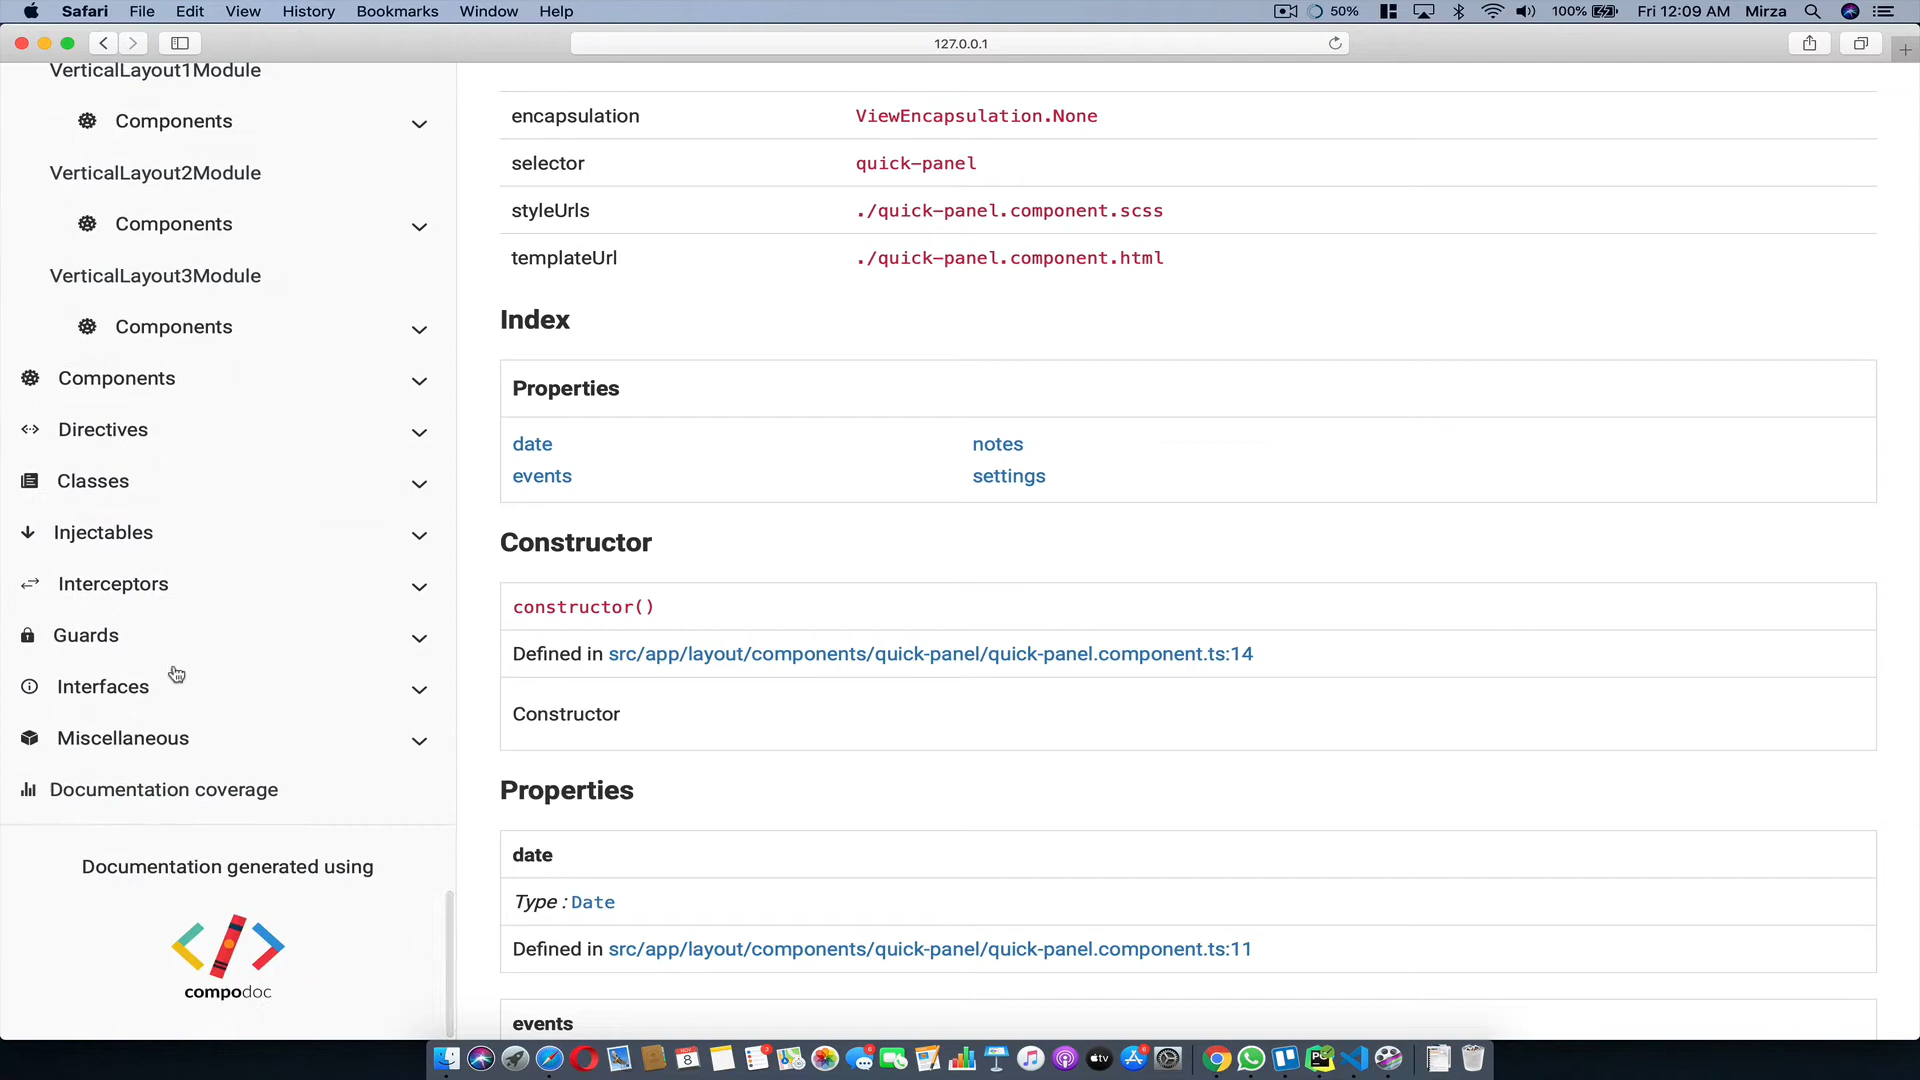 Safari File Edit View History Bookmarks Window Help 50% 100% Fri 12:09 AM Mirza
127.0.0.1
VerticalLayout1Module
Components
VerticalLayout2Module
Components
VerticalLayout3Module
Components
Components
Directives
Classes
Injectables
Interceptors
Guards
Interfaces
Miscellaneous
Documentation coverage
Documentation generated using
compodoc
encapsulation ViewEncapsulation.None
selector quick-panel
styleUrls ./quick-panel.component.scss
templateUrl ./quick-panel.component.html
Index
Properties
date notes
events settings
Constructor
constructor()
Defined in src/app/layout/components/quick-panel/quick-panel.component.ts:14
Constructor
Properties
date
Type : Date
Defined in src/app/layout/components/quick-panel/quick-panel.component.ts:11
events